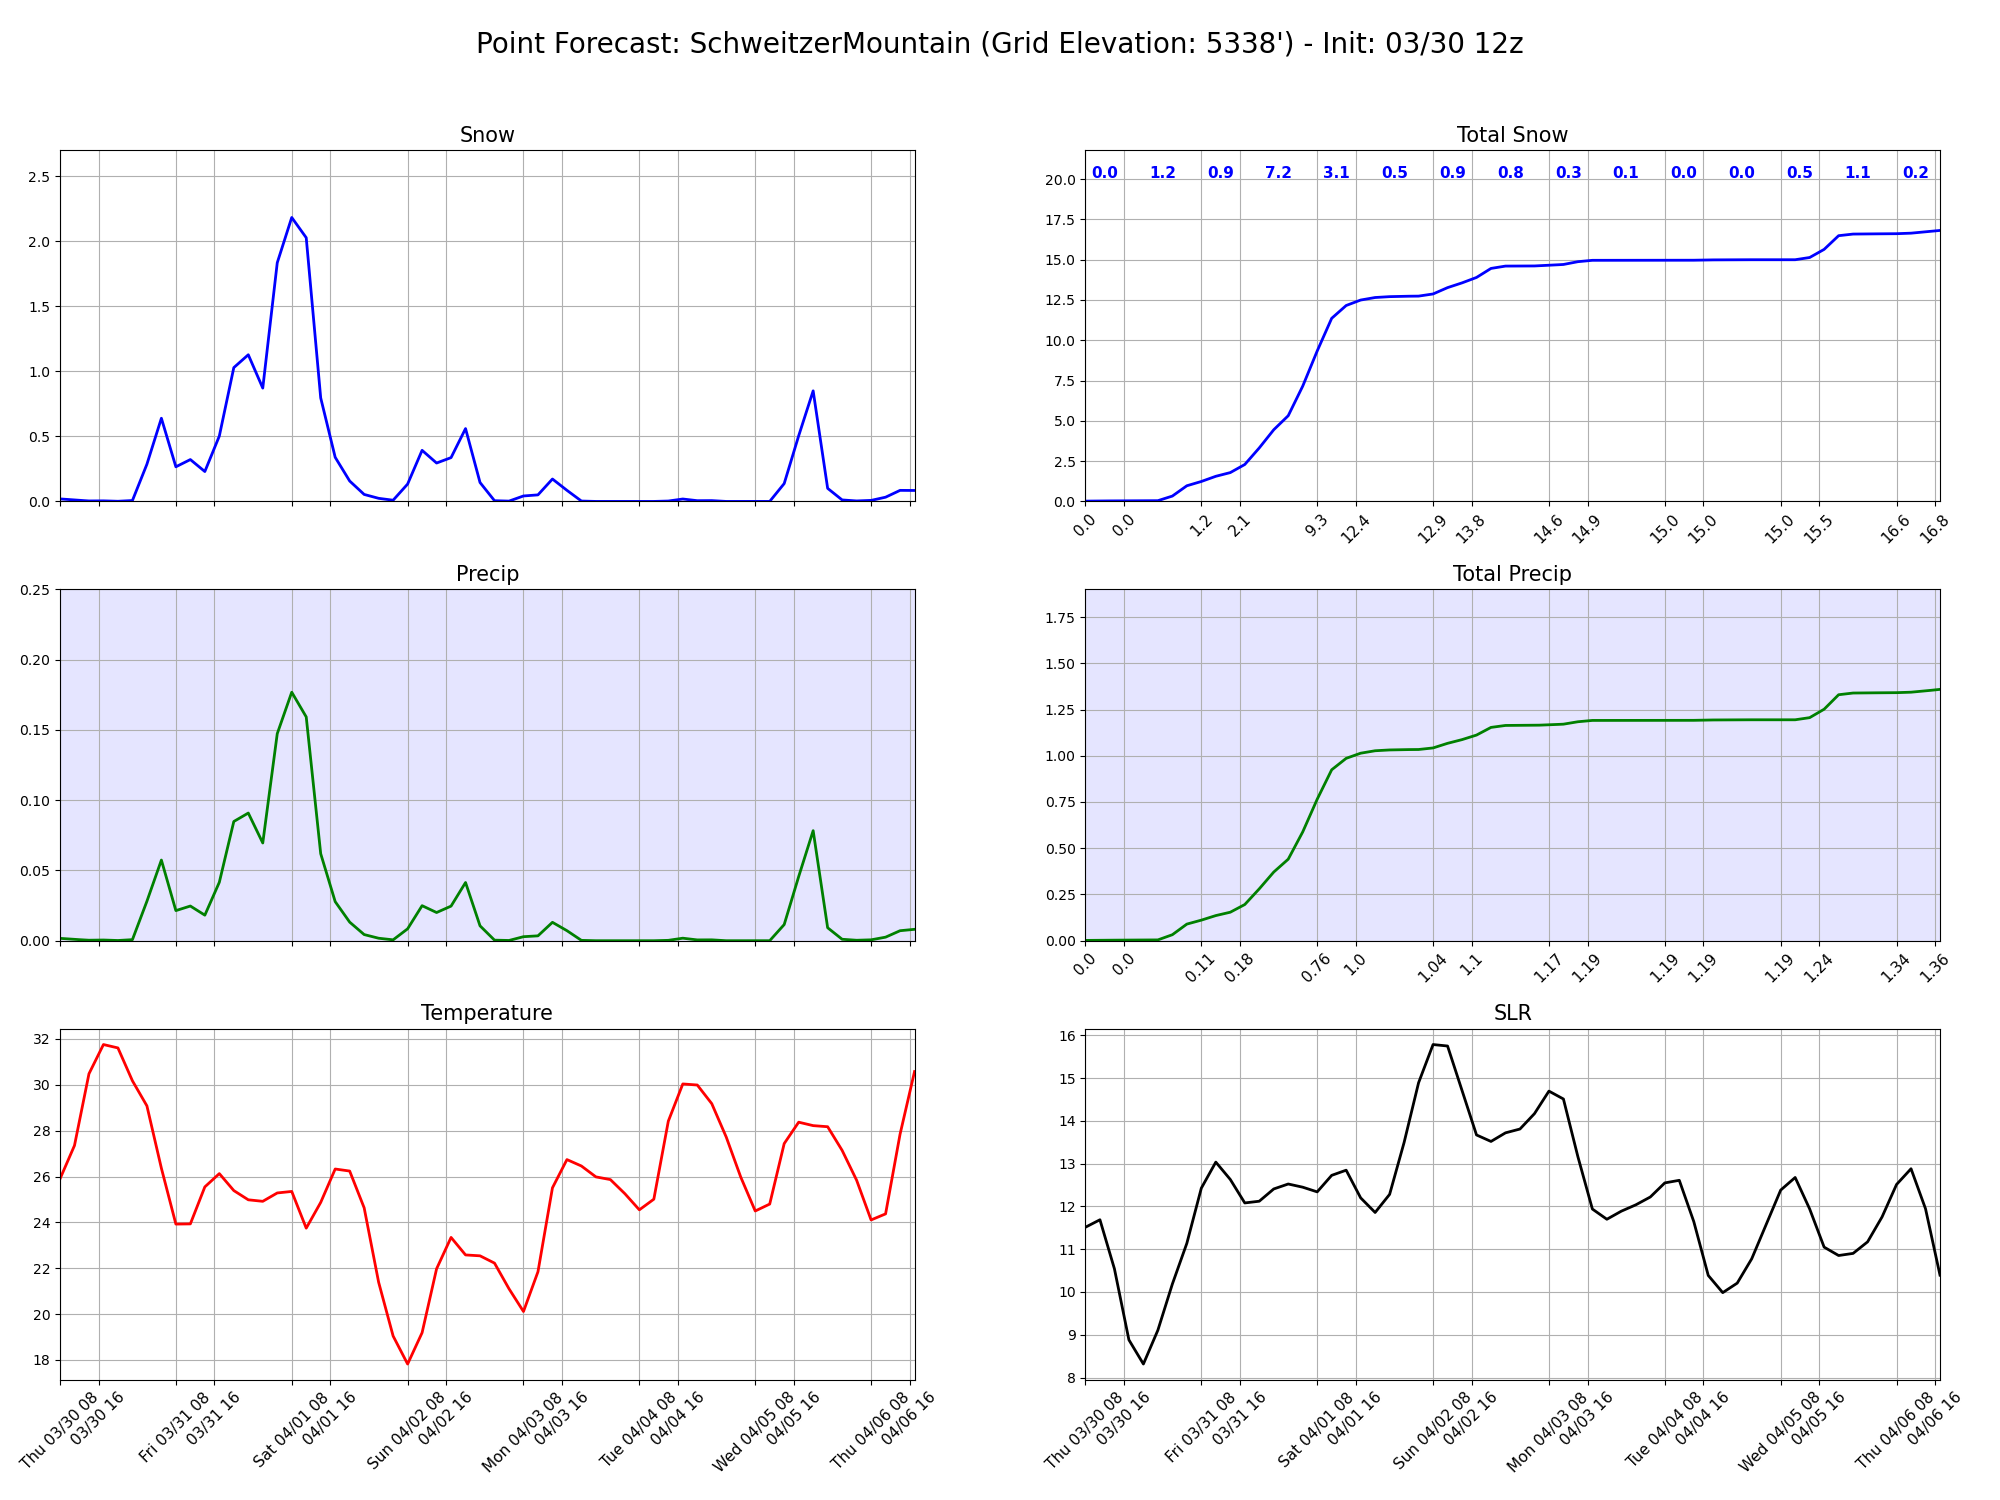 Point Forecast: SchweitzerMountain (Grid Elevation: 5338') - Init: 03/30 12z
Snow
2.5
2.0
1.5
1.0
0.5
0.0
Total Snow
0.0 1.2 0.9 7.2 3.1 0.5 0.9 0.8 0.3 0.1 0.0 0.0 0.5 1.1 0.2
20.0
17.5
15.0
12.5
10.0
7.5
5.0
2.5
0.0
0.0 0.0 1.2 2.1 9.3 12.4 12.9 13.8 14.6 14.9 15.0 15.0 15.0 15.5 16.6 16.8
Precip
0.25
0.20
0.15
0.10
0.05
0.00
Total Precip
1.75
1.50
1.25
1.00
0.75
0.50
0.25
0.00
0.0 0.0 0.11 0.18 0.76 1.0 1.04 1.1 1.17 1.19 1.19 1.19 1.19 1.24 1.34 1.36
Temperature
32
30
28
26
24
22
20
18
Thu 03/30 08
03/30 16
Fri 03/31 08
03/31 16
Sat 04/01 08
04/01 16
Sun 04/02 08
04/02 16
Mon 04/03 08
04/03 16
Tue 04/04 08
04/04 16
Wed 04/05 08
04/05 16
Thu 04/06 08
04/06 16
SLR
16
15
14
13
12
11
10
9
8
Thu 03/30 08
03/30 16
Fri 03/31 08
03/31 16
Sat 04/01 08
04/01 16
Sun 04/02 08
04/02 16
Mon 04/03 08
04/03 16
Tue 04/04 08
04/04 16
Wed 04/05 08
04/05 16
Thu 04/06 08
04/06 16